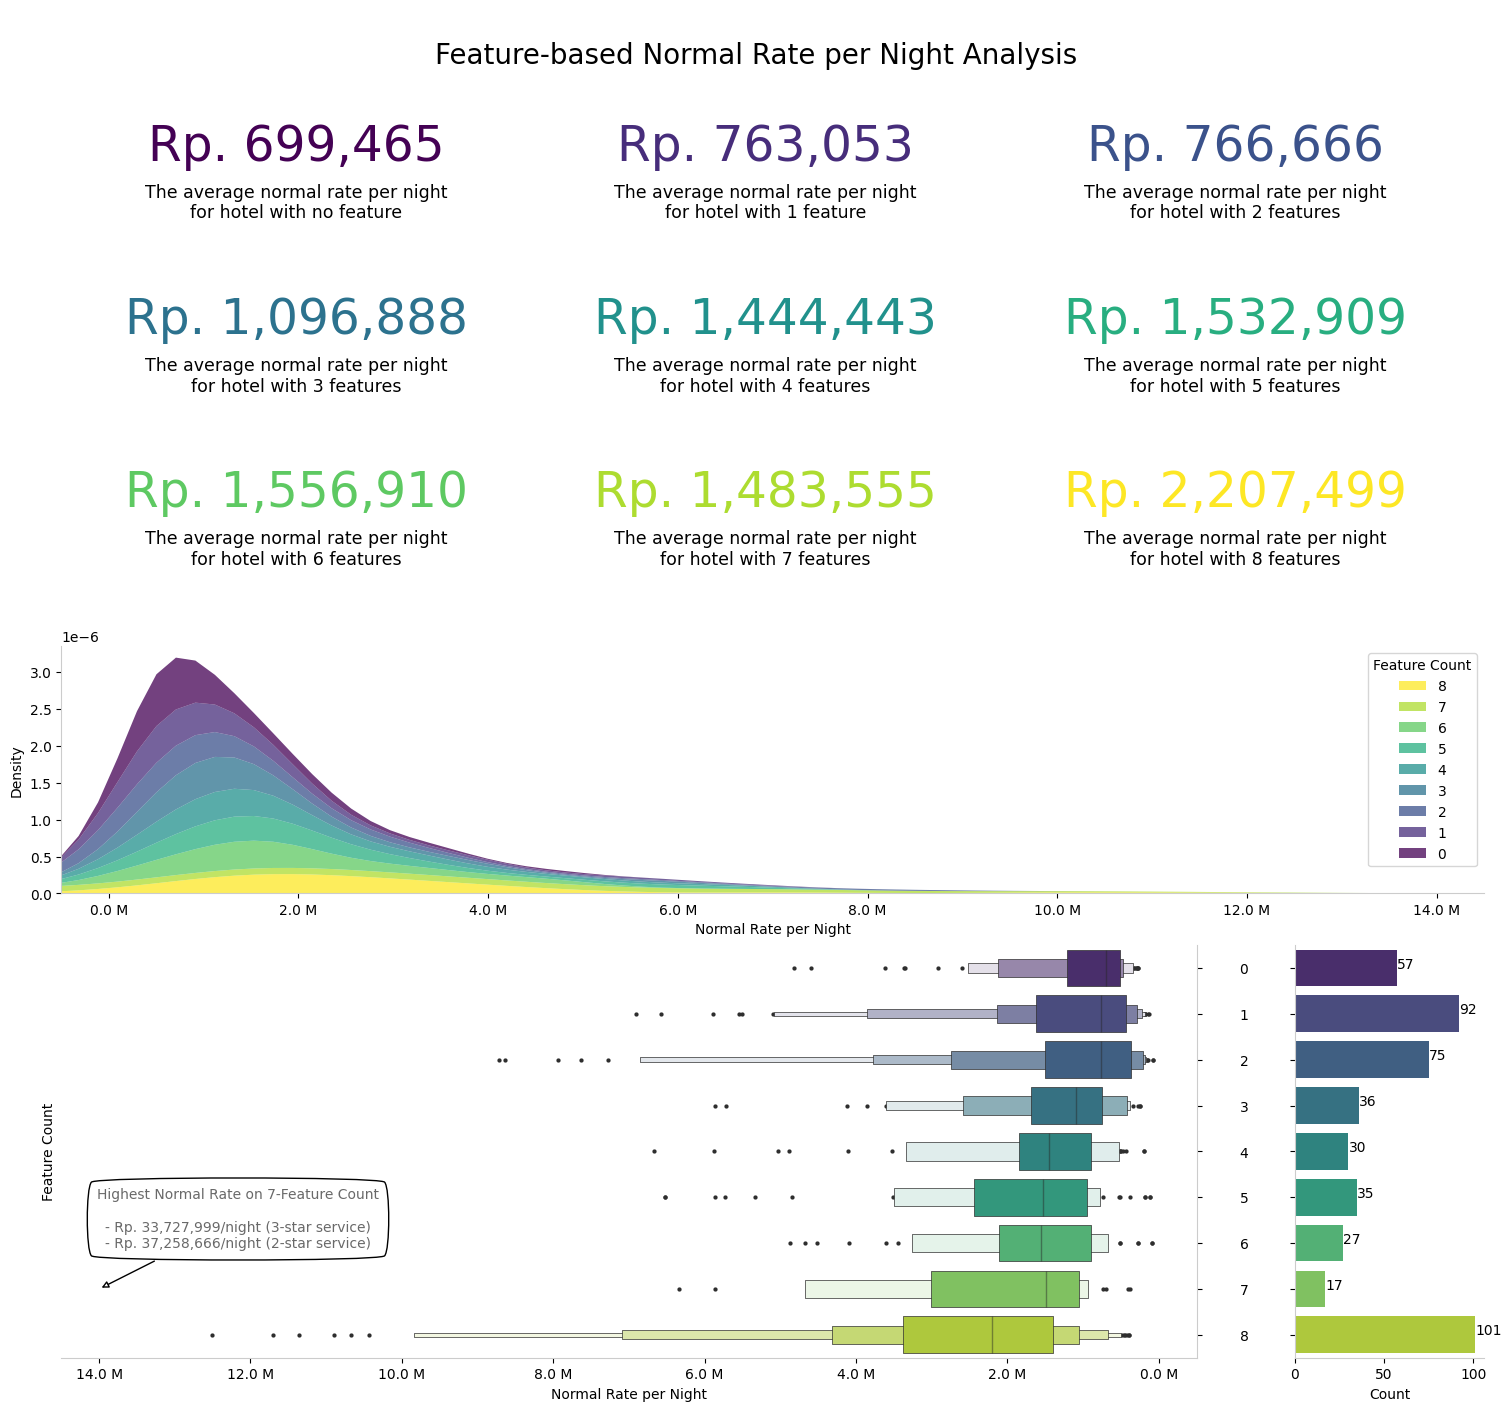 Feature-based Normal Rate per Night Analysis
Rp. 699,465
The average normal rate per night
for hotel with no feature
Rp. 763,053
The average normal rate per night
for hotel with 1 feature
Rp. 766,666
The average normal rate per night
for hotel with 2 features
Rp. 1,096,888
The average normal rate per night
for hotel with 3 features
Rp. 1,444,443
The average normal rate per night
for hotel with 4 features
Rp. 1,532,909
The average normal rate per night
for hotel with 5 features
Rp. 1,556,910
The average normal rate per night
for hotel with 6 features
Rp. 1,483,555
The average normal rate per night
for hotel with 7 features
Rp. 2,207,499
The average normal rate per night
for hotel with 8 features
1e−6
3.0
2.5
2.0
1.5
1.0
0.5
0.0
Density
0.0 M 2.0 M 4.0 M 6.0 M 8.0 M 10.0 M 12.0 M 14.0 M
Normal Rate per Night
Feature Count
8
7
6
5
4
3
2
1
0
Feature Count
0
1
2
3
4
5
6
7
8
Highest Normal Rate on 7-Feature Count
- Rp. 33,727,999/night (3-star service)
- Rp. 37,258,666/night (2-star service)
14.0 M 12.0 M 10.0 M 8.0 M 6.0 M 4.0 M 2.0 M 0.0 M
Normal Rate per Night
57
92
75
36
30
35
27
17
101
0 50 100
Count